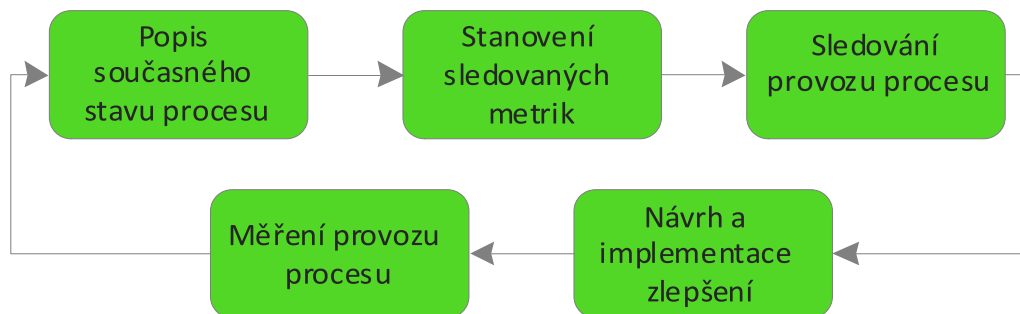 Popis
současného
stavu procesu
Stanovení
sledovaných
metrik
Sledování
provozu procesu
Návrh a
implementace
zlepšení
Měření provozu
procesu